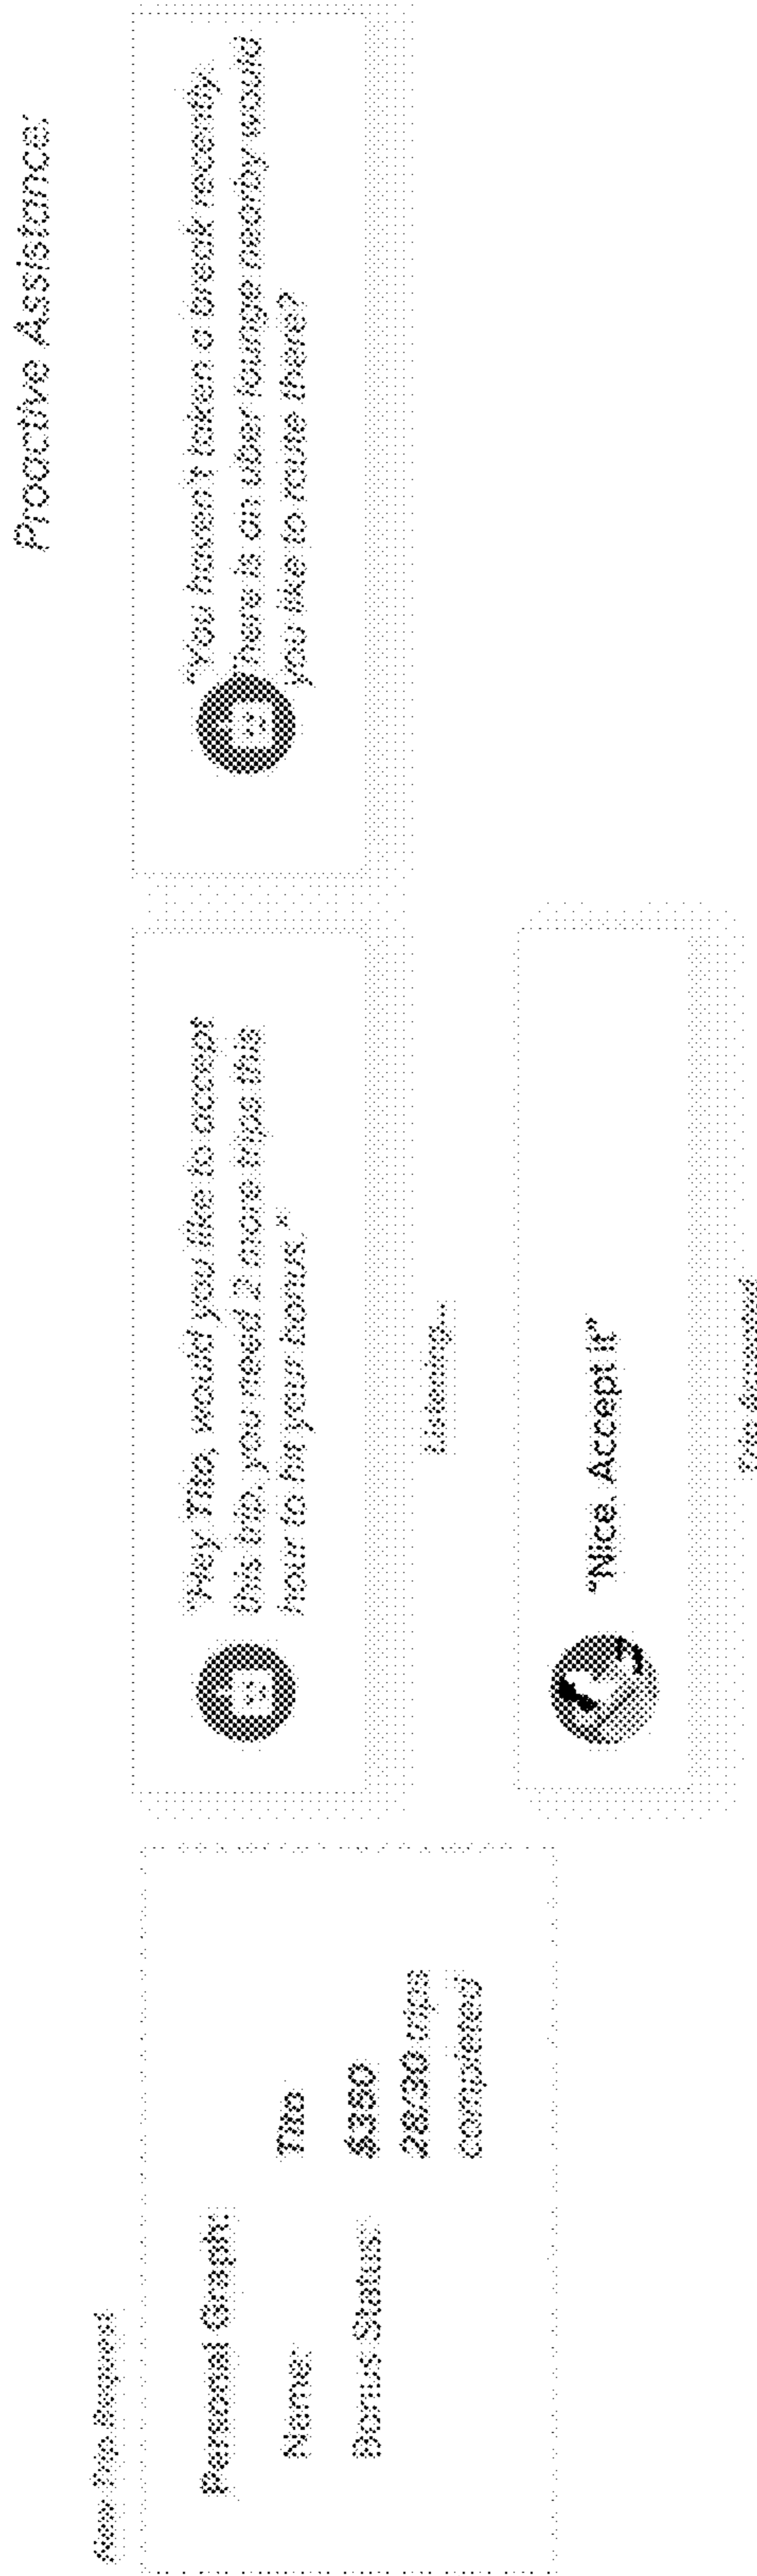 New Trip Request
Personal Graph:
Name:
Bonus Status:
$350
28/30 trips
completed
"Hey Tito, would you like to accept
this trip, you need 2 more trips this
hour to hit your bonus."
Listening...
"Nice. Accept it"
Proactive Assistance:
"You haven't taken a break recently
there is an uber lounge nearby would
you like to route there?